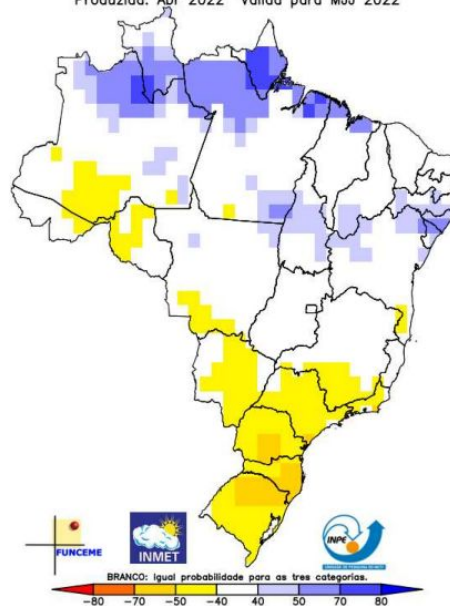 Produzida: Abr 2022 Válida para MJJ 2022
FUNCEME
INMET
INPE
BRANCO: Igual probabilidade para as tres categorias.
-80 -70 -50 -40 40 50 70 80